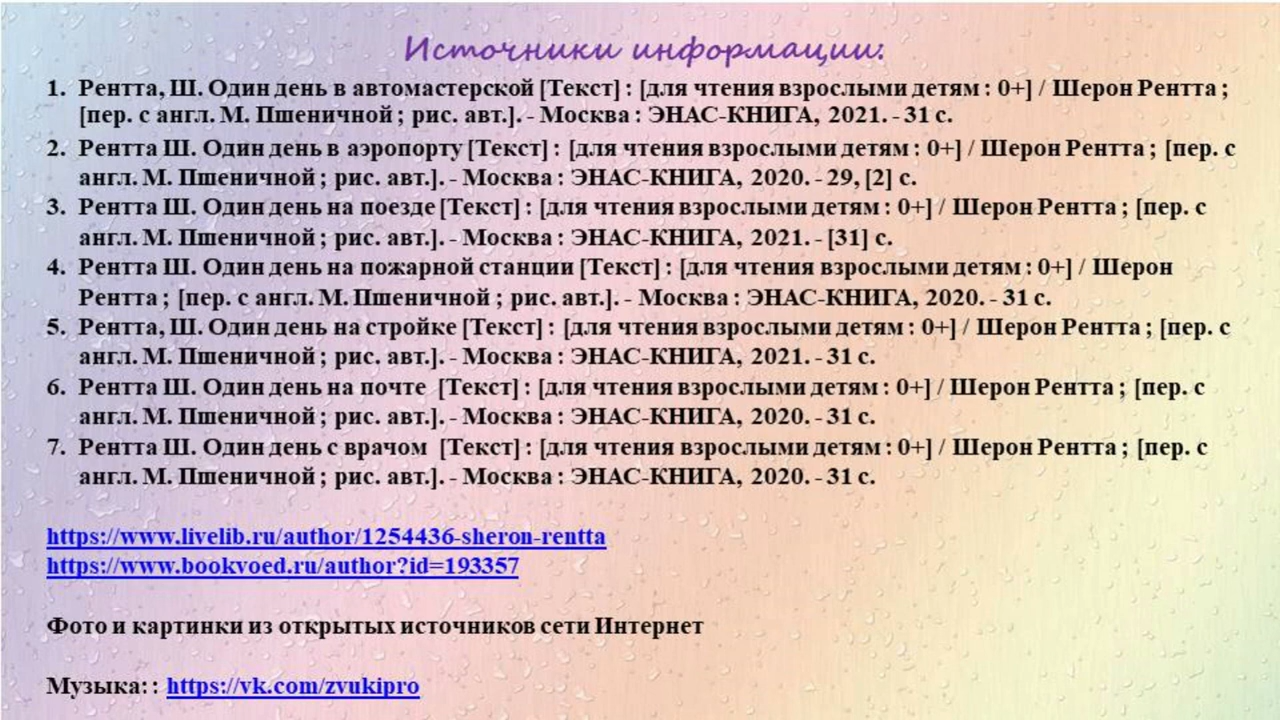 Источники информации:
1. Рентта, Ш. Один день в автомастерской [Текст] : [для чтения взрослыми детям : 0+] / Шерон Рентта ;
[пер. с англ. М. Пшеничной ; рис. авт.]. - Москва : ЭНАС-КНИГА, 2021. - 31 с.
2. Рентта Ш. Один день в аэропорту [Текст] : [для чтения взрослыми детям : 0+] / Шерон Рентта ; [пер. с
англ. М. Пшеничной ; рис. авт.]. - Москва : ЭНАС-КНИГА, 2020. - 29, [2] с.
3. Рентта Ш. Один день на поезде [Текст] : [для чтения взрослыми детям : 0+] / Шерон Рентта ; [пер. с
англ. М. Пшеничной ; рис. авт.]. - Москва : ЭНАС-КНИГА, 2021. - [31] с.
4. Рентта Ш. Один день на пожарной станции [Текст] : [для чтения взрослыми детям : 0+] / Шерон
Рентта ; [пер. с англ. М. Пшеничной ; рис. авт.]. - Москва : ЭНАС-КНИГА, 2020. - 31 с.
5. Рентта, Ш. Один день на стройке [Текст] : [для чтения взрослыми детям : 0+] / Шерон Рентта ; [пер. с
англ. М. Пшеничной ; рис. авт.]. - Москва : ЭНАС-КНИГА, 2021. - 31 с.
6. Рентта Ш. Один день на почте [Текст] : [для чтения взрослыми детям : 0+] / Шерон Рентта ; [пер. с
англ. М. Пшеничной ; рис. авт.]. - Москва : ЭНАС-КНИГА, 2020. - 31 с.
7. Рентта Ш. Один день с врачом [Текст] : [для чтения взрослыми детям : 0+] / Шерон Рентта ; [пер. с
англ. М. Пшеничной ; рис. авт.]. - Москва : ЭНАС-КНИГА, 2020. - 31 с.
https://www.livelib.ru/author/1254436-sheron-rentta
https://www.bookvoed.ru/author?id=193357
Фото и картинки из открытых источников сети Интернет
Музыка:: https://vk.com/zvukipro